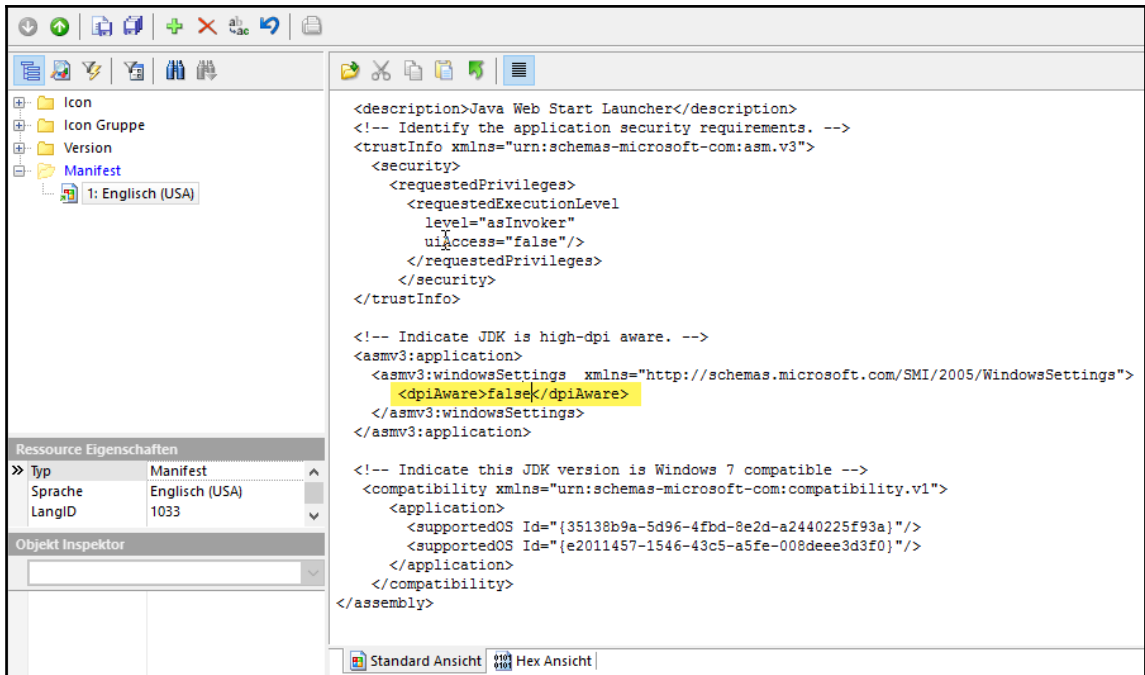 Icon
Icon Gruppe
Version
Manifest
1: Englisch (USA)
Ressource Eigenschaften
Typ Manifest
Sprache Englisch (USA)
LangID 1033
Objekt Inspektor
<description>Java Web Start Launcher</description>
<!-- Identify the application security requirements. -->
<trustInfo xmlns="urn:schemas-microsoft-com:asm.v3">
<security>
<requestedPrivileges>
<requestedExecutionLevel
level="asInvoker"
uiAccess="false"/>
</requestedPrivileges>
</security>
</trustInfo>
<!-- Indicate JDK is high-dpi aware. -->
<asmv3:application>
<asmv3:windowsSettings  xmlns="http://schemas.microsoft.com/SMI/2005/WindowsSettings">
<dpiAware>false</dpiAware>
</asmv3:windowsSettings>
</asmv3:application>
<!-- Indicate this JDK version is Windows 7 compatible -->
<compatibility xmlns="urn:schemas-microsoft-com:compatibility.v1">
<application>
<supportedOS Id="{35138b9a-5d96-4fbd-8e2d-a2440225f93a}"/>
<supportedOS Id="{e2011457-1546-43c5-a5fe-008deee3d3f0}"/>
</application>
</compatibility>
</assembly>
Standard Ansicht
Hex Ansicht